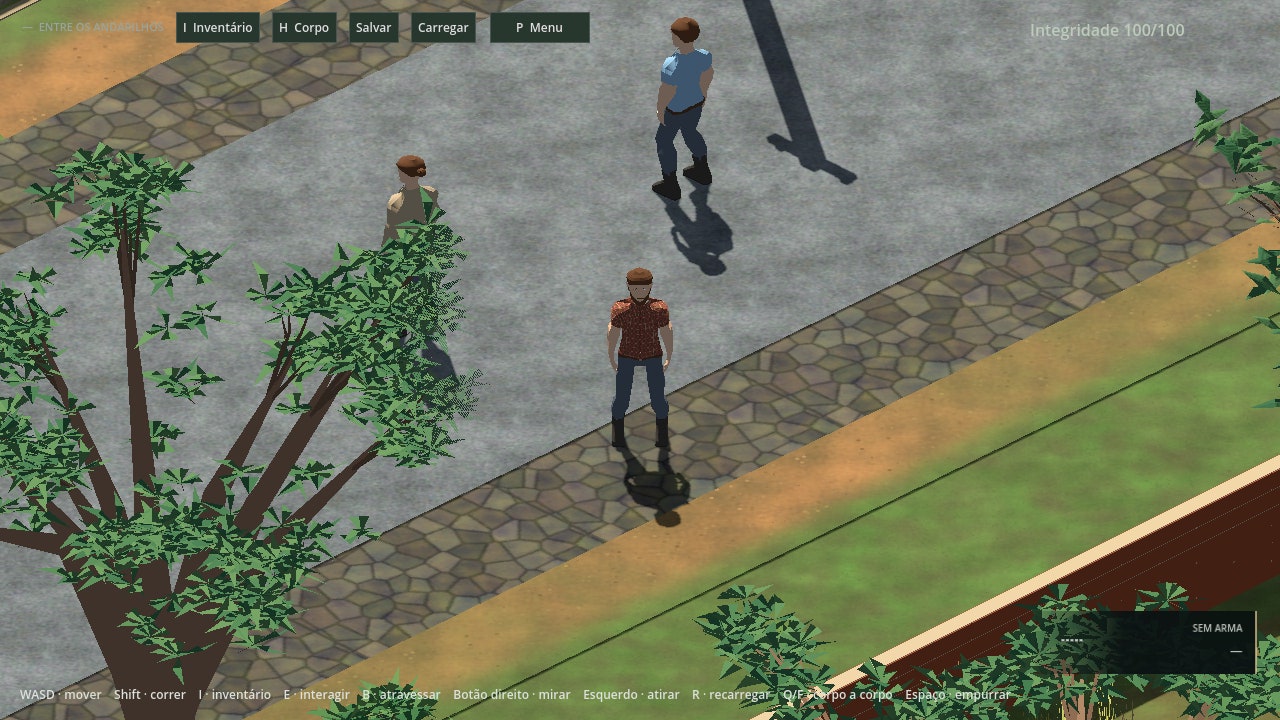 — ENTRE OS ANDARILHOS
I Inventário
H Corpo
Salvar
Carregar
P Menu
Integridade 100/100
SEM ARMA
—
WASD · mover Shift · correr I · inventário E · interagir B · atravessar Botão direito · mirar Esquerdo · atirar R · recarregar Q/F · corpo a corpo Espaço · empurrar